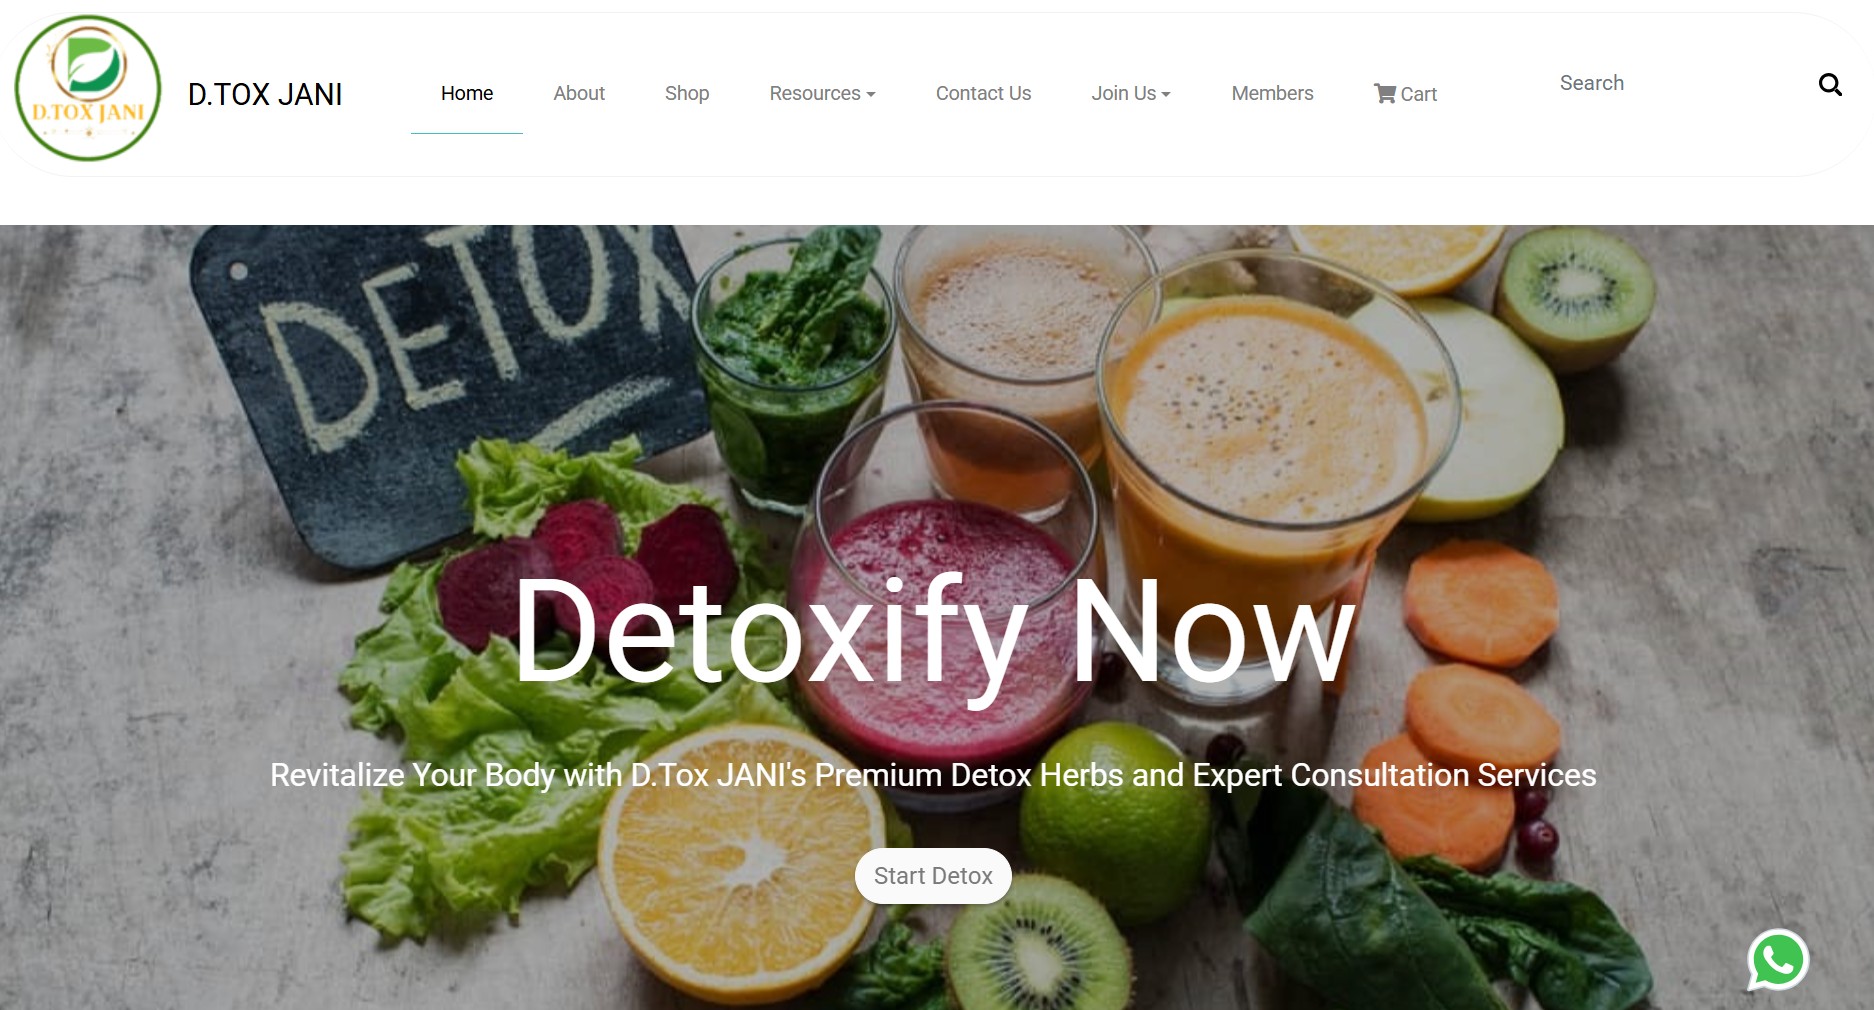 D.TOX JANI
D.TOX JANI
Home
About
Shop
Resources
Contact Us
Join Us
Members
Cart
Search
DETOX
Detoxify Now
Revitalize Your Body with D.Tox JANI's Premium Detox Herbs and Expert Consultation Services
Start Detox